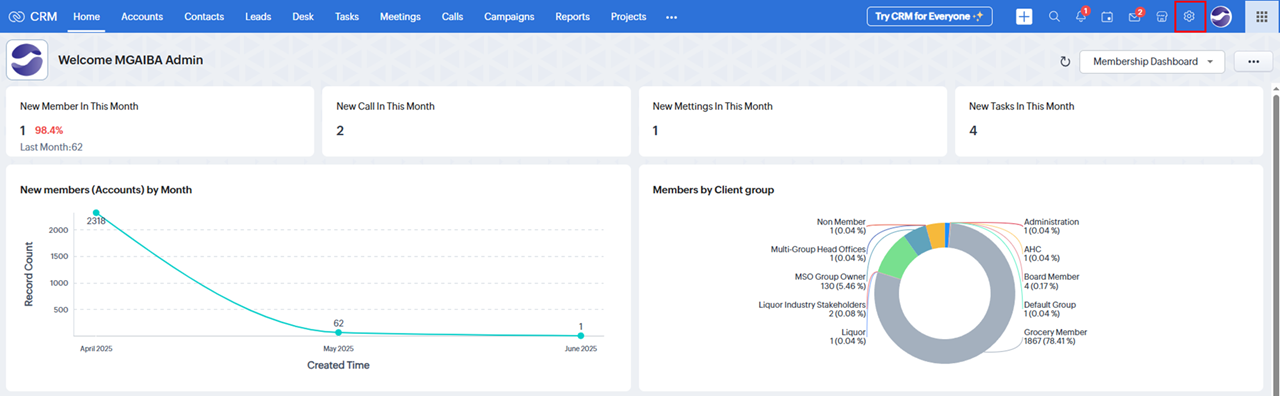 CRM Home Accounts Contacts Leads Desk Tasks Meetings Calls Campaigns Reports Projects ••• Try CRM for Everyone 1 2
Welcome MGAIBA Admin
Membership Dashboard •••
New Member In This Month
1 98.4%
Last Month:62
New Call In This Month
2
New Mettings In This Month
1
New Tasks In This Month
4
New members (Accounts) by Month
2318
2000
1500
1000
500
62
1
Record Count
April 2025 May 2025 June 2025
Created Time
Members by Client group
Non Member
1(0.04 %)
Multi-Group Head Offices
1(0.04 %)
MSO Group Owner
130 (5.46 %)
Liquor Industry Stakeholders
2(0.08 %)
Liquor
1(0.04 %)
Administration
1(0.04 %)
AHC
1(0.04 %)
Board Member
4 (0.17 %)
Default Group
1(0.04 %)
Grocery Member
1867 (78.41 %)